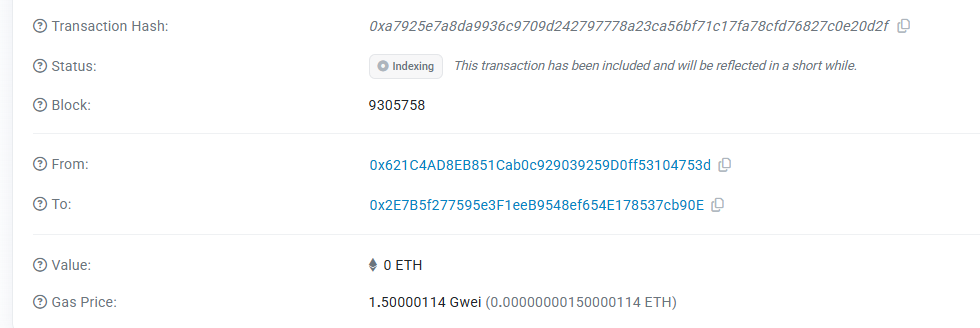 Transaction Hash: 0xa7925e7a8da9936c9709d242797778a23ca56bf71c17fa78cfd76827c0e20d2f
Status: Indexing This transaction has been included and will be reflected in a short while.
Block: 9305758
From: 0x621C4AD8EB851Cab0c929039259D0ff53104753d
To: 0x2E7B5f277595e3F1eeB9548ef654E178537cb90E
Value: 0 ETH
Gas Price: 1.50000114 Gwei (0.00000000150000114 ETH)